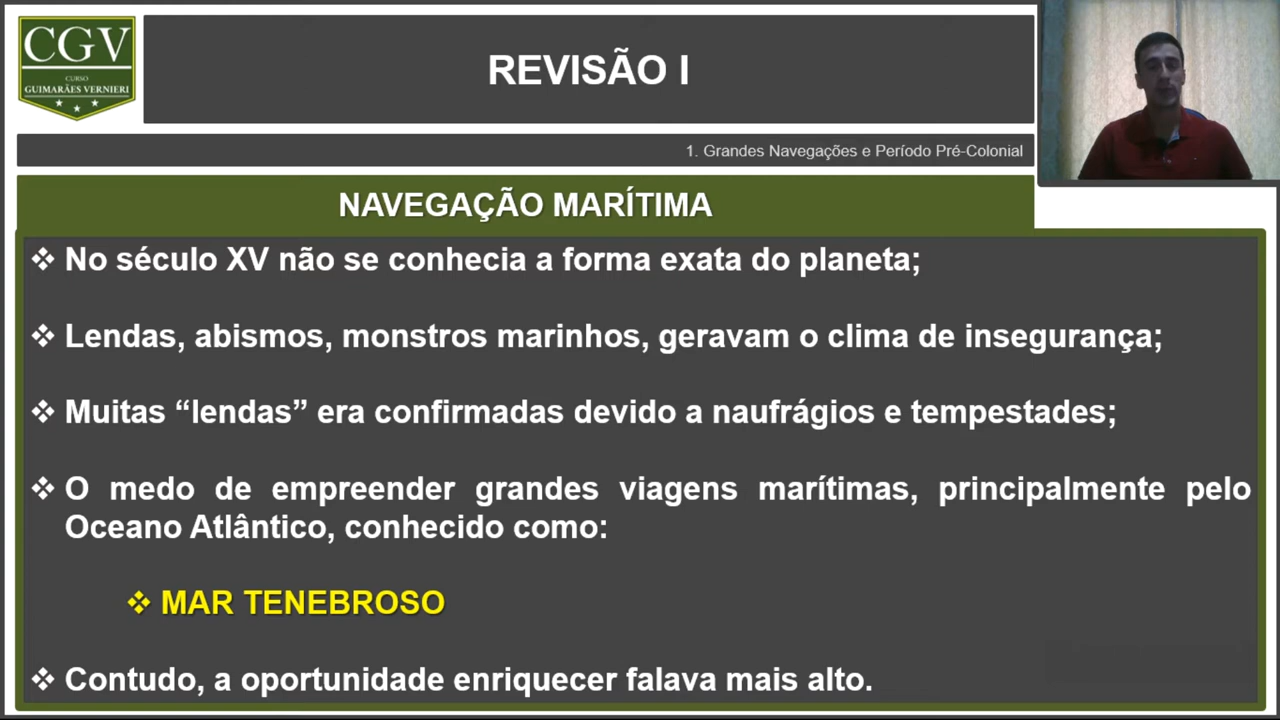 CGV
CURSO
GUIMARÃES VERNIERI
REVISÃO I
1. Grandes Navegações e Período Pré-Colonial
NAVEGAÇÃO MARÍTIMA
❖ No século XV não se conhecia a forma exata do planeta;
❖ Lendas, abismos, monstros marinhos, geravam o clima de insegurança;
❖ Muitas “lendas” era confirmadas devido a naufrágios e tempestades;
❖ O medo de empreender grandes viagens marítimas, principalmente pelo
Oceano Atlântico, conhecido como:
❖ MAR TENEBROSO
❖ Contudo, a oportunidade enriquecer falava mais alto.